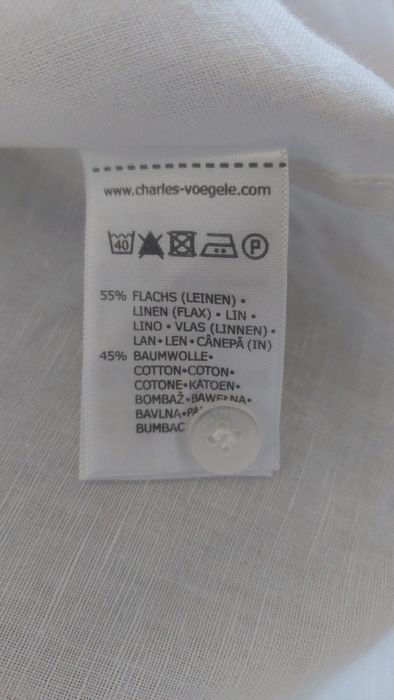 www.charles-voegele.com
40 P
55% FLACHS (LEINEN) •
LINEN (FLAX) • LIN •
LINO • VLAS (LINNEN) •
LAN • LEN • CÂNEPĂ (IN)
45% BAUMWOLLE•
COTTON•COTON•
COTONE•KATOEN•
BOMBAŽ•BAWEŁNA•
BAVLNA•
BUMBAC